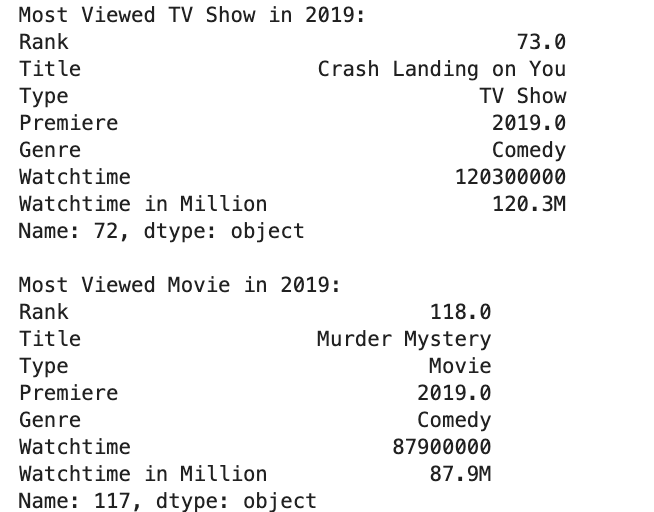 Most Viewed TV Show in 2019:
Rank 73.0
Title Crash Landing on You
Type TV Show
Premiere 2019.0
Genre Comedy
Watchtime 120300000
Watchtime in Million 120.3M
Name: 72, dtype: object
Most Viewed Movie in 2019:
Rank 118.0
Title Murder Mystery
Type Movie
Premiere 2019.0
Genre Comedy
Watchtime 87900000
Watchtime in Million 87.9M
Name: 117, dtype: object